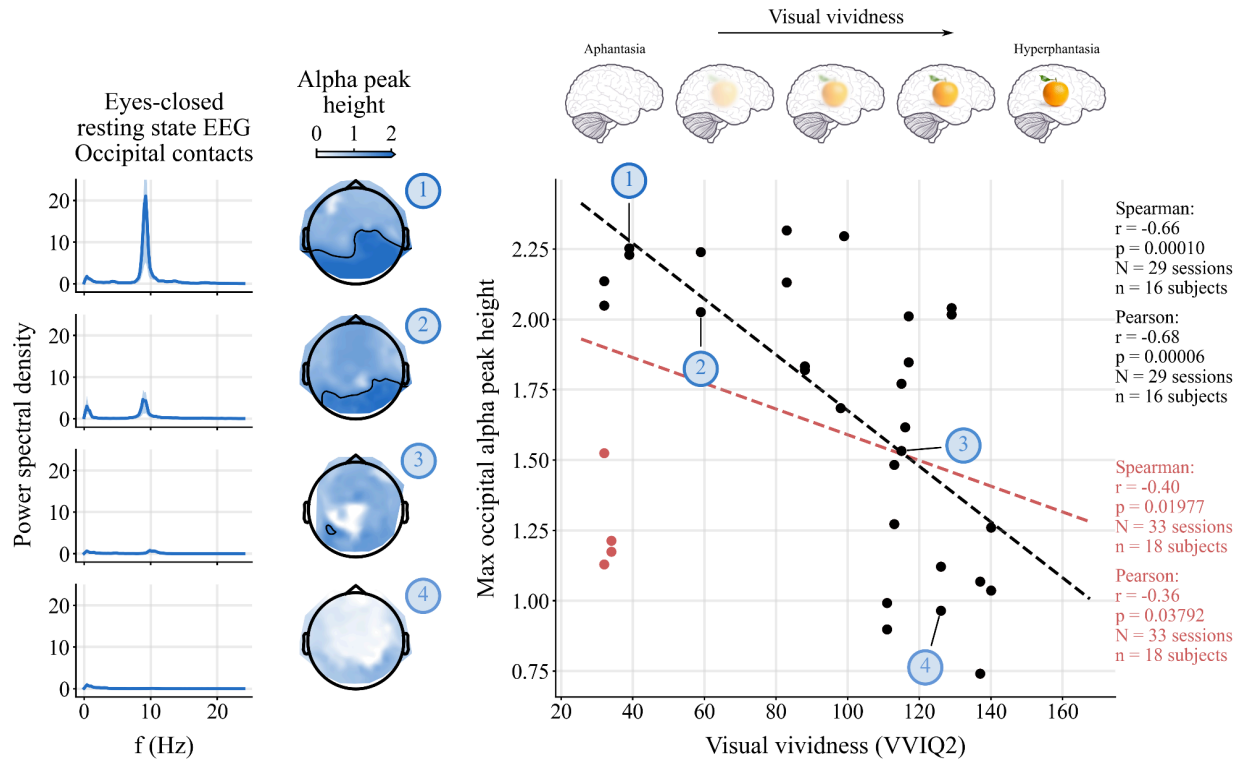 Visual vividness
Aphantasia
Hyperphantasia
Eyes-closed
resting state EEG
Occipital contacts
Alpha peak
height
0 1 2
Power spectral density
20
10
0
20
10
0
20
10
0
20
10
0
0 10 20
f (Hz)
1
2
3
4
Max occipital alpha peak height
2.25
2.00
1.75
1.50
1.25
1.00
0.75
1
2
3
4
20 40 60 80 100 120 140 160
Visual vividness (VVIQ2)
Spearman:
r = -0.66
p = 0.00010
N = 29 sessions
n = 16 subjects
Pearson:
r = -0.68
p = 0.00006
N = 29 sessions
n = 16 subjects
Spearman:
r = -0.40
p = 0.01977
N = 33 sessions
n = 18 subjects
Pearson:
r = -0.36
p = 0.03792
N = 33 sessions
n = 18 subjects